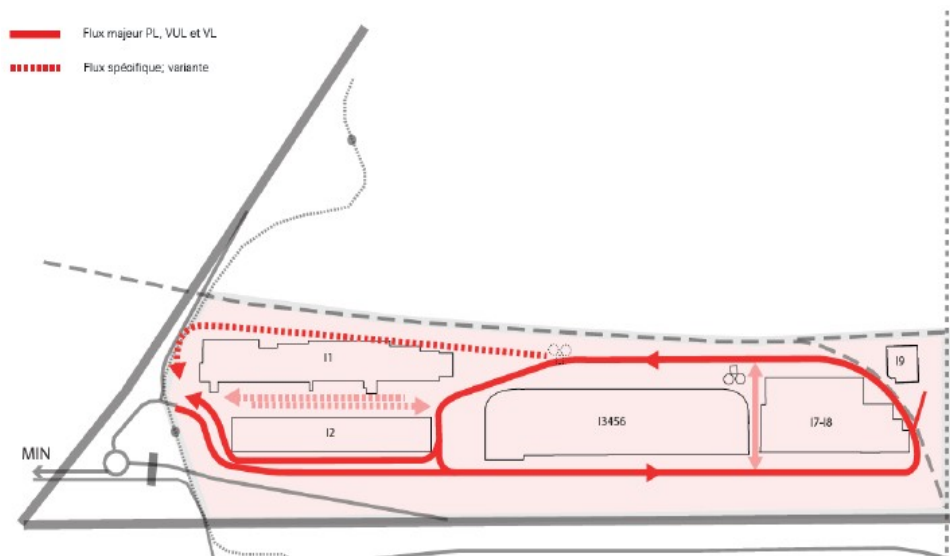 Flux majeur PL, VUL et VL
Flux spécifique; variante
I1
I9
I2
I3456
I7-I8
MIN